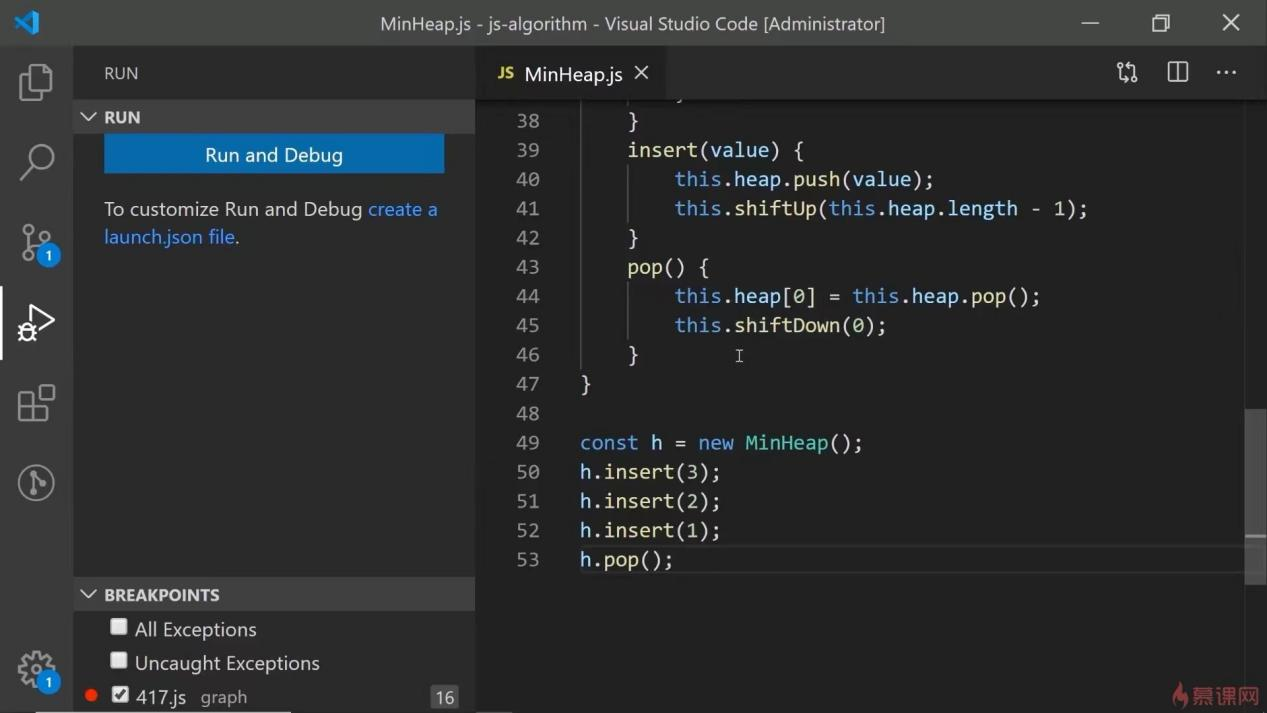 MinHeap.js - js-algorithm - Visual Studio Code [Administrator]
RUN
RUN
Run and Debug
To customize Run and Debug create a
launch.json file.
1
1
BREAKPOINTS
All Exceptions
Uncaught Exceptions
417.js graph 16
JS MinHeap.js
38 }
39 insert(value) {
40 this.heap.push(value);
41 this.shiftUp(this.heap.length - 1);
42 }
43 pop() {
44 this.heap[0] = this.heap.pop();
45 this.shiftDown(0);
46 }
47 }
48
49 const h = new MinHeap();
50 h.insert(3);
51 h.insert(2);
52 h.insert(1);
53 h.pop();
慕课网